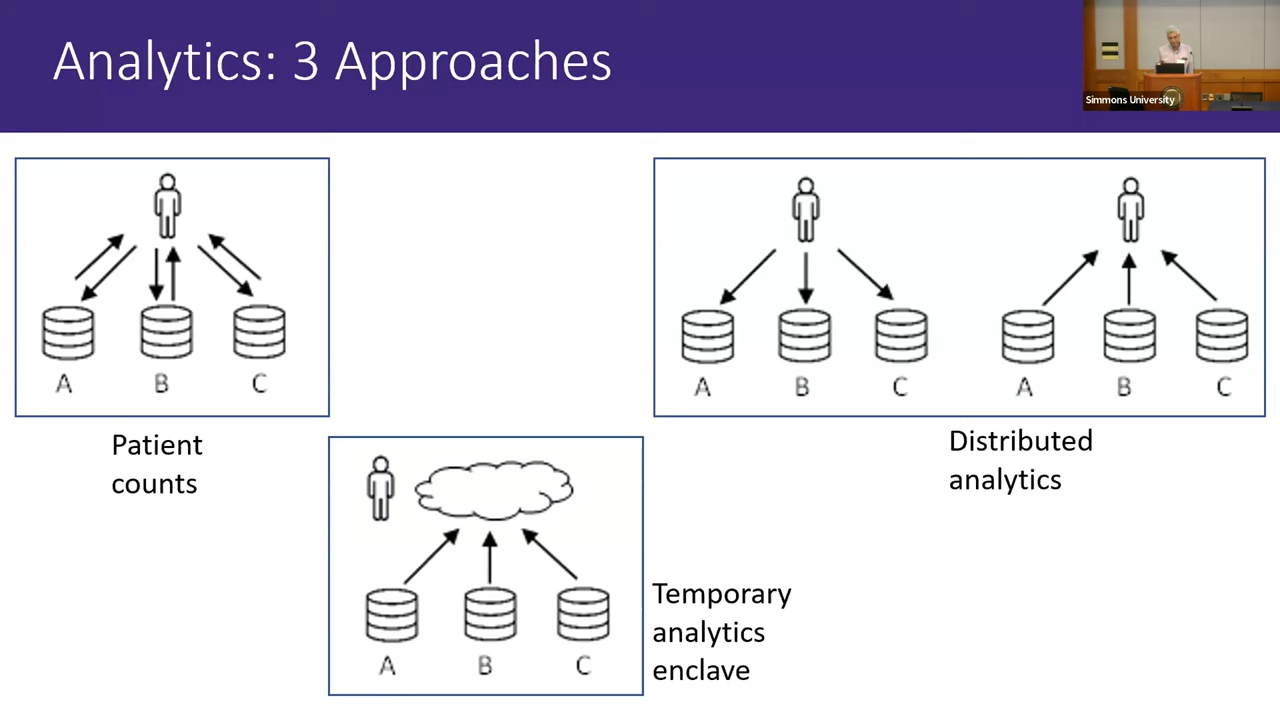 Analytics: 3 Approaches
Simmons University
A B C
Patient
counts
A B C A B C
Distributed
analytics
A B C
Temporary
analytics
enclave